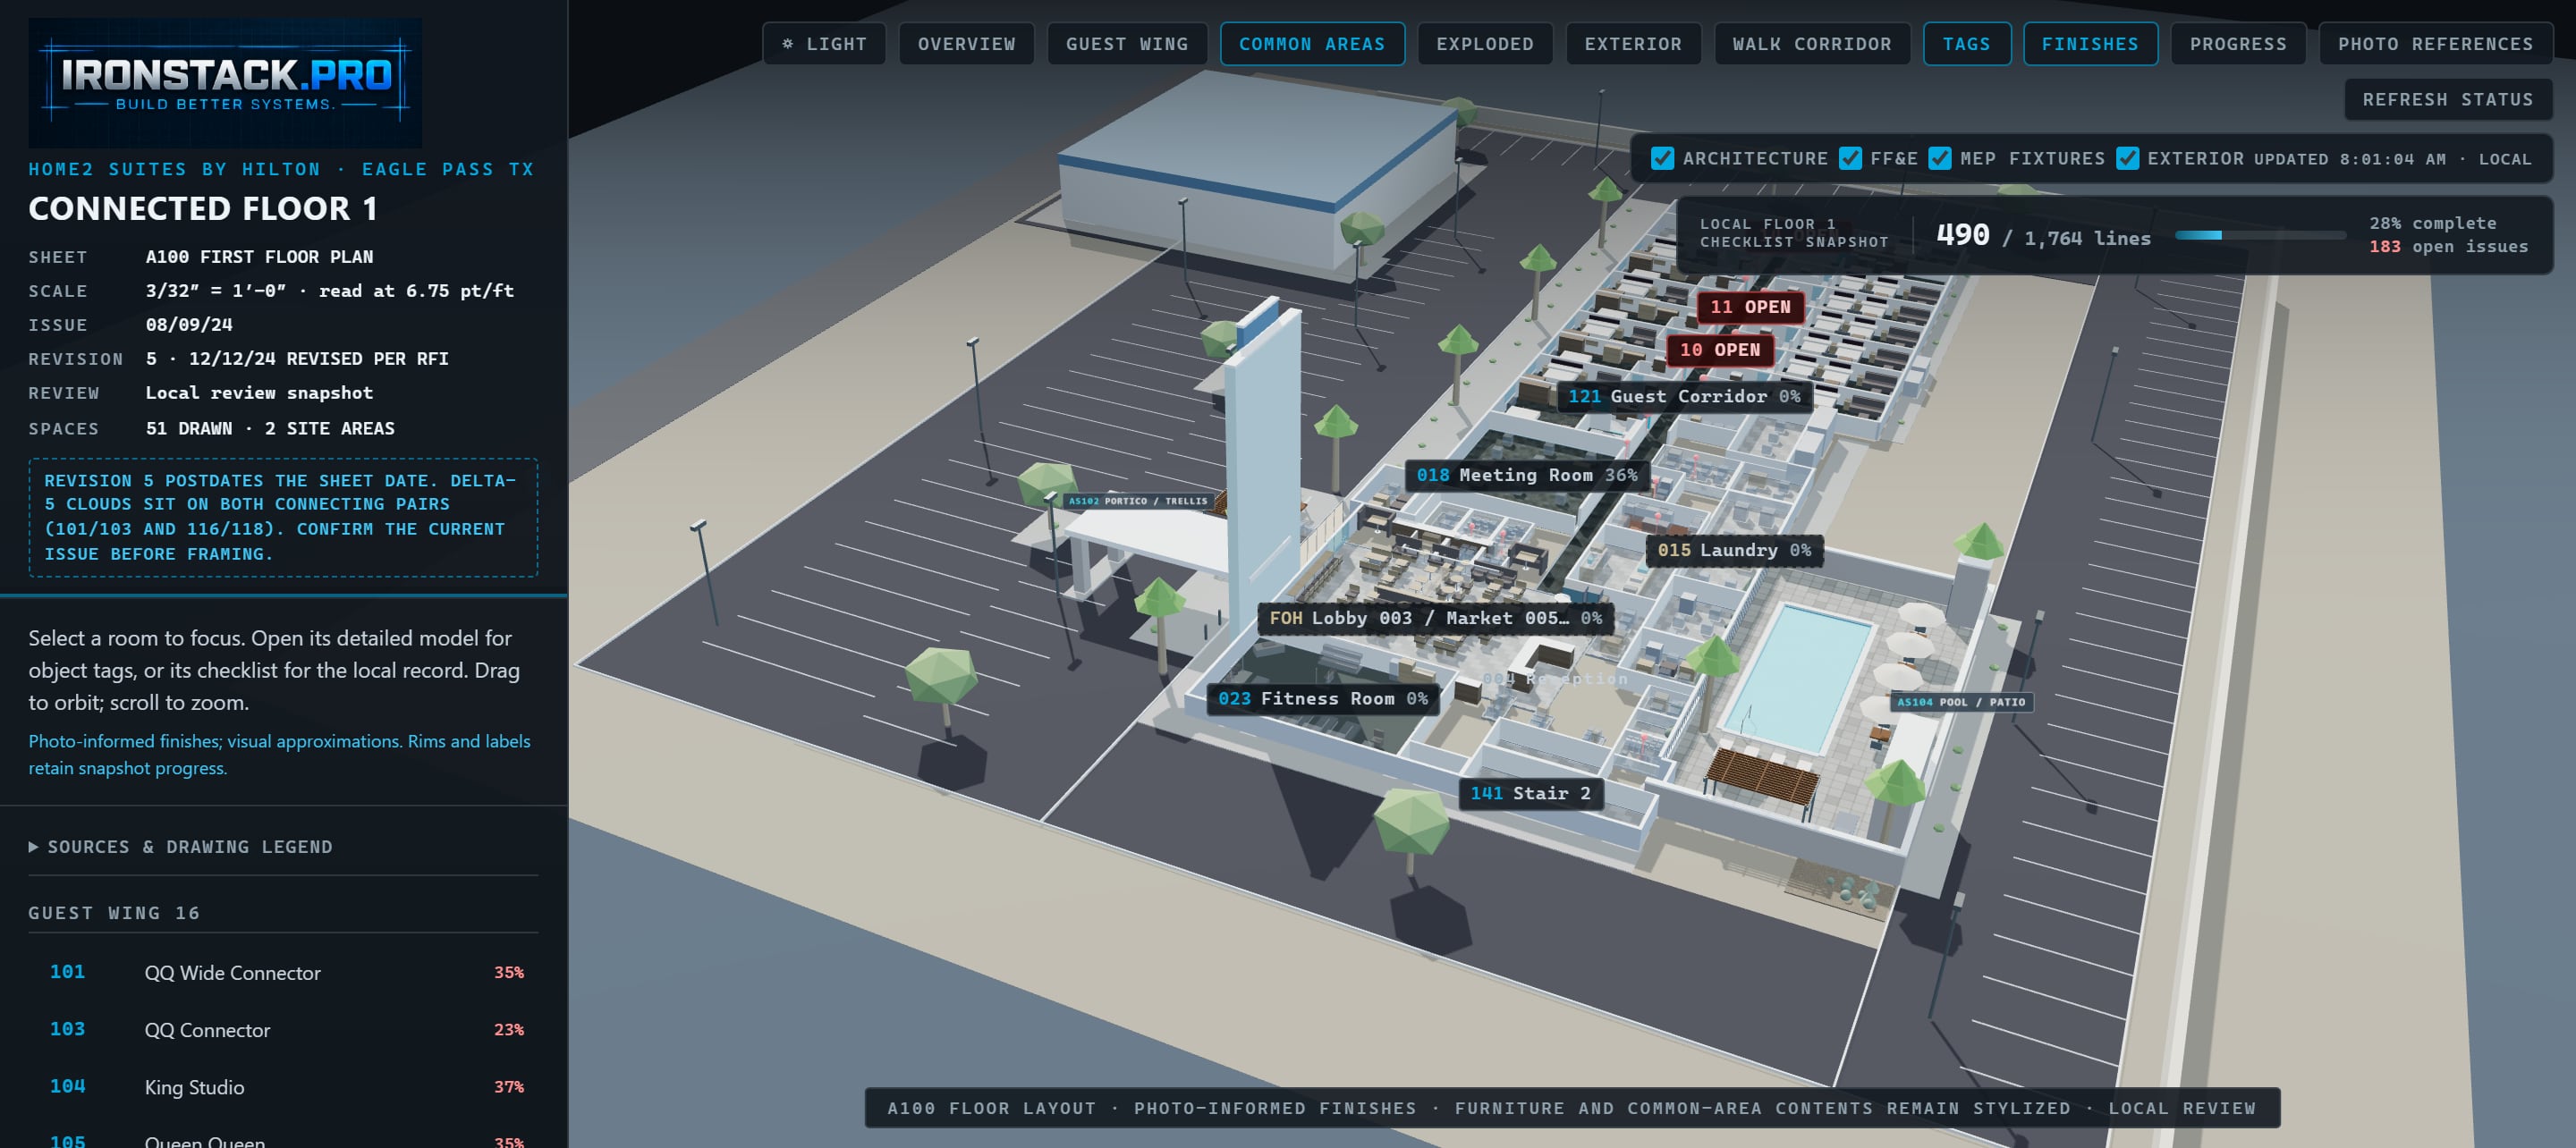 IRONSTACK.PRO
BUILD BETTER SYSTEMS.
HOME2 SUITES BY HILTON · EAGLE PASS TX
CONNECTED FLOOR 1
SHEET A100 FIRST FLOOR PLAN
SCALE 3/32″ = 1′-0″ · read at 6.75 pt/ft
ISSUE 08/09/24
REVISION 5 · 12/12/24 REVISED PER RFI
REVIEW Local review snapshot
SPACES 51 DRAWN · 2 SITE AREAS
REVISION 5 POSTDATES THE SHEET DATE. DELTA-
5 CLOUDS SIT ON BOTH CONNECTING PAIRS
(101/103 AND 116/118). CONFIRM THE CURRENT
ISSUE BEFORE FRAMING.
Select a room to focus. Open its detailed model for
object tags, or its checklist for the local record. Drag
to orbit; scroll to zoom.
Photo-informed finishes; visual approximations. Rims and labels
retain snapshot progress.
SOURCES & DRAWING LEGEND
GUEST WING 16
101 QQ Wide Connector 35%
103 QQ Connector 23%
104 King Studio 37%
105 Queen Queen 35%
LIGHT
OVERVIEW
GUEST WING
COMMON AREAS
EXPLODED
EXTERIOR
WALK CORRIDOR
TAGS
FINISHES
PROGRESS
PHOTO REFERENCES
REFRESH STATUS
ARCHITECTURE FF&E MEP FIXTURES EXTERIOR UPDATED 8:01:04 AM · LOCAL
LOCAL FLOOR 1
CHECKLIST SNAPSHOT
490 / 1,764 lines
28% complete
183 open issues
11 OPEN
10 OPEN
121 Guest Corridor 0%
018 Meeting Room 36%
AS102 PORTICO / TRELLIS
015 Laundry 0%
FOH Lobby 003 / Market 005… 0%
004 Reception
023 Fitness Room 0%
AS104 POOL / PATIO
141 Stair 2
A100 FLOOR LAYOUT · PHOTO-INFORMED FINISHES · FURNITURE AND COMMON-AREA CONTENTS REMAIN STYLIZED · LOCAL REVIEW